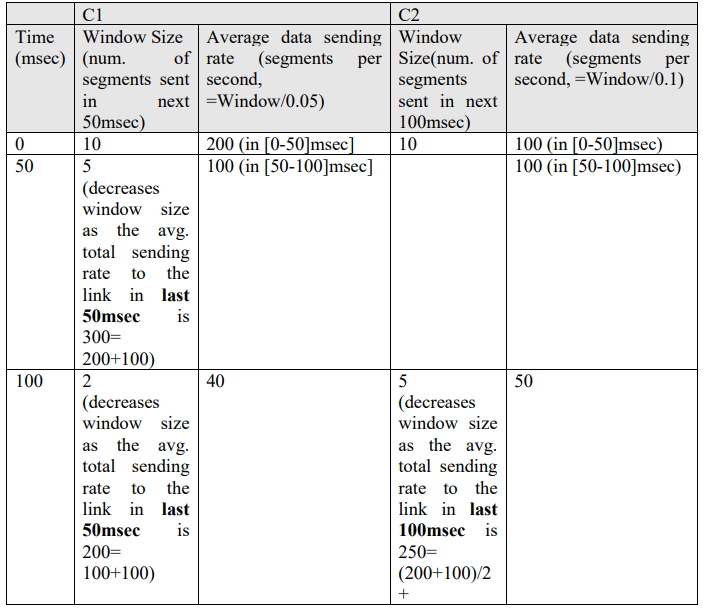 C1 C2
Time (msec) Window Size (num. of segments sent in next 50msec) Average data sending rate (segments per second, =Window/0.05) Window Size(num. of segments sent in next 100msec) Average data sending rate (segments per second, =Window/0.1)
0 10 200 (in [0-50]msec] 10 100 (in [0-50]msec)
50 5 100 (in [50-100]msec] 100 (in [50-100]msec)
(decreases
window size
as the avg.
total sending
rate to the
link in last
50msec is
300=
200+100)
100 2 40 5 50
(decreases
window size
as the avg.
total sending
rate to the
link in last
50msec is
200=
100+100)
(decreases
window size
as the avg.
total sending
rate to the
link in last
100msec is
250=
(200+100)/2
+